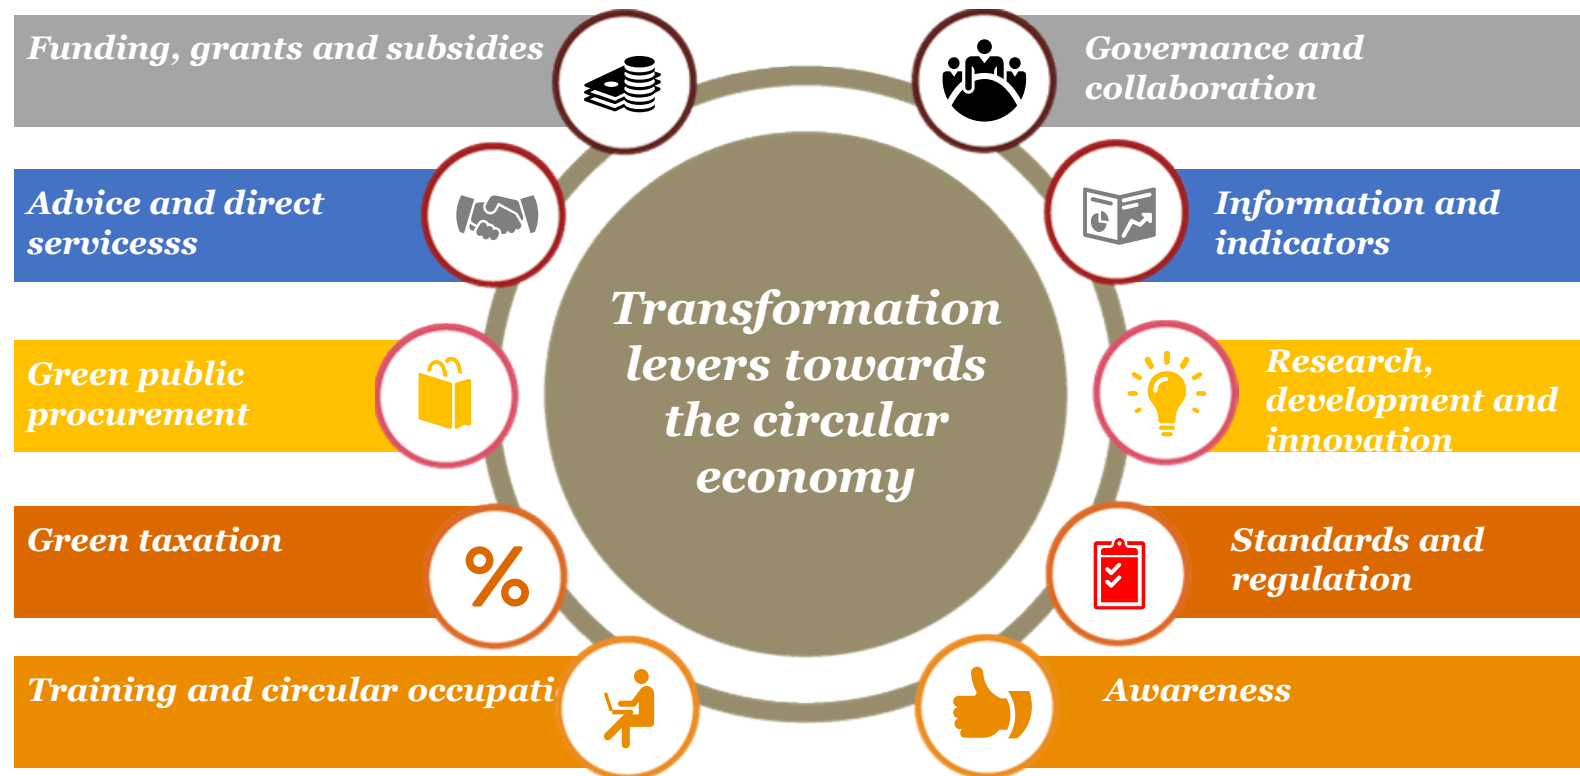 Funding, grants and subsidies
Advice and direct
servicesss
Green public
procurement
Green taxation
Training and circular occupati
Transformation
levers towards
the circular
economy
Governance and
collaboration
Information and
indicators
Research,
development and
innovation
Standards and
regulation
Awareness
%